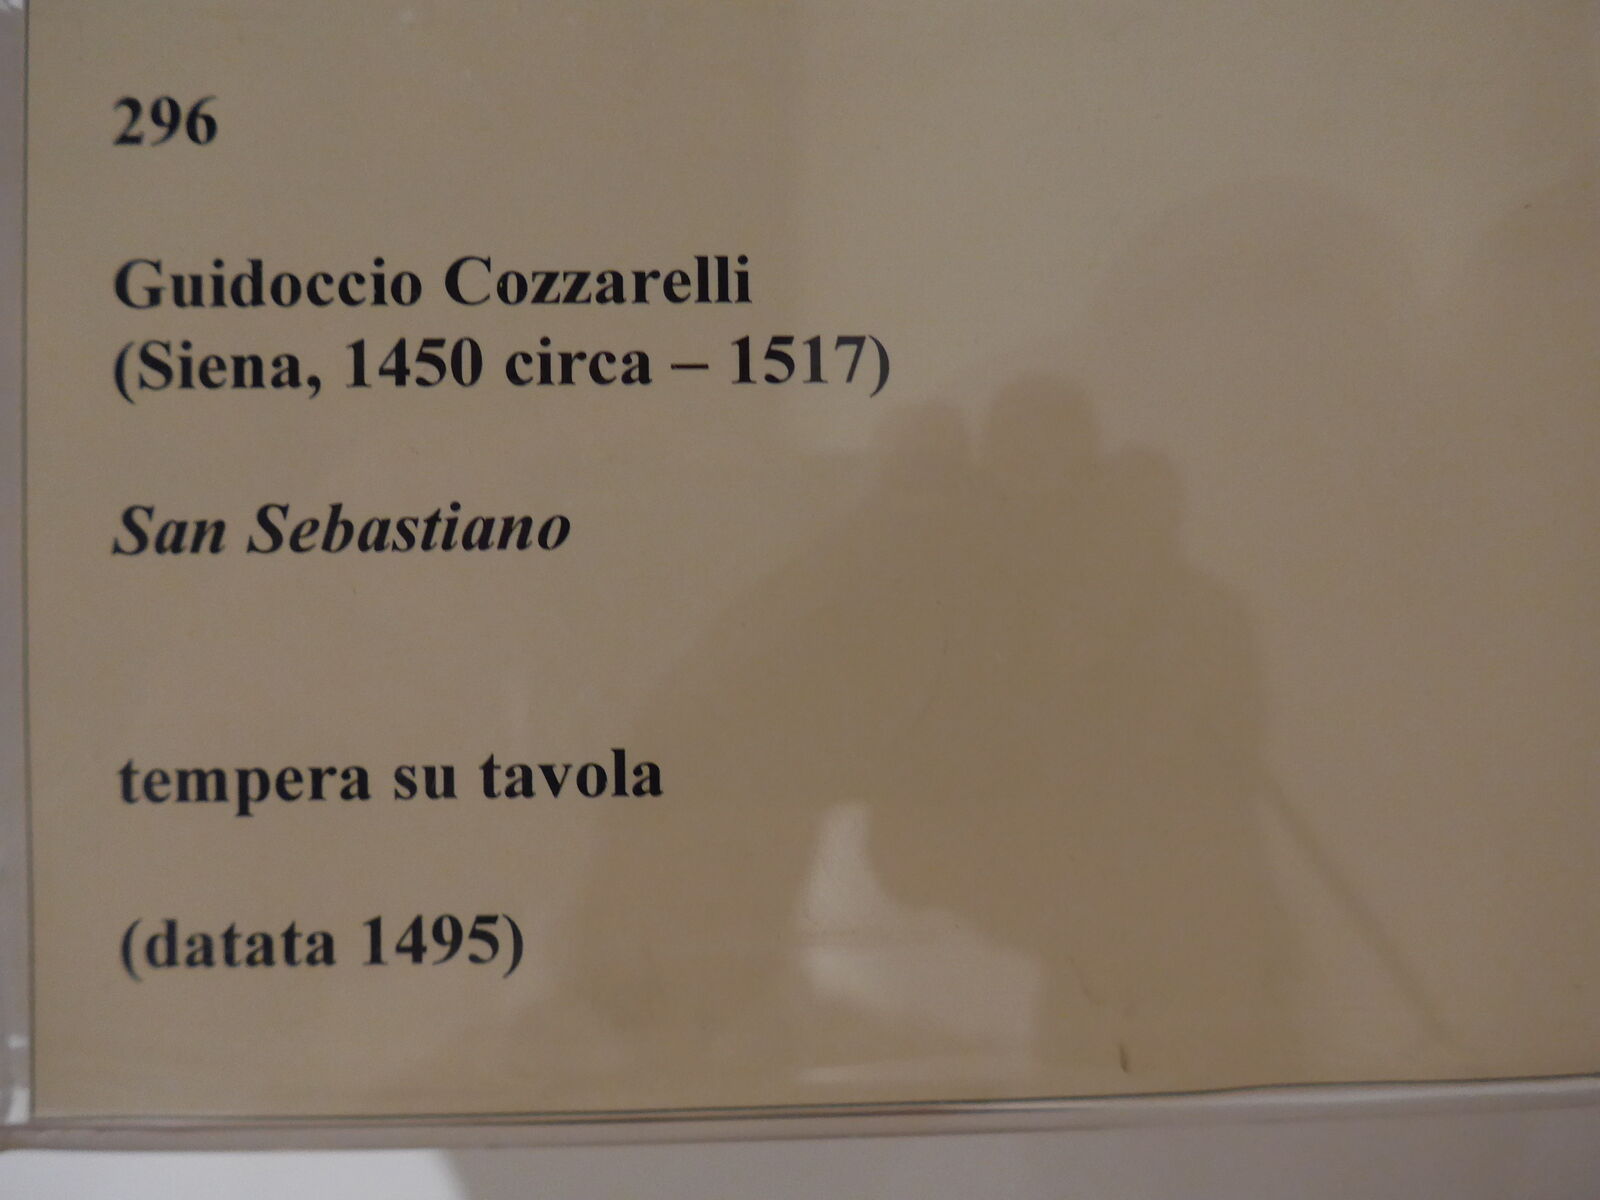 296
Guidoccio Cozzarelli
(Siena, 1450 circa – 1517)
San Sebastiano
tempera su tavola
(datata 1495)